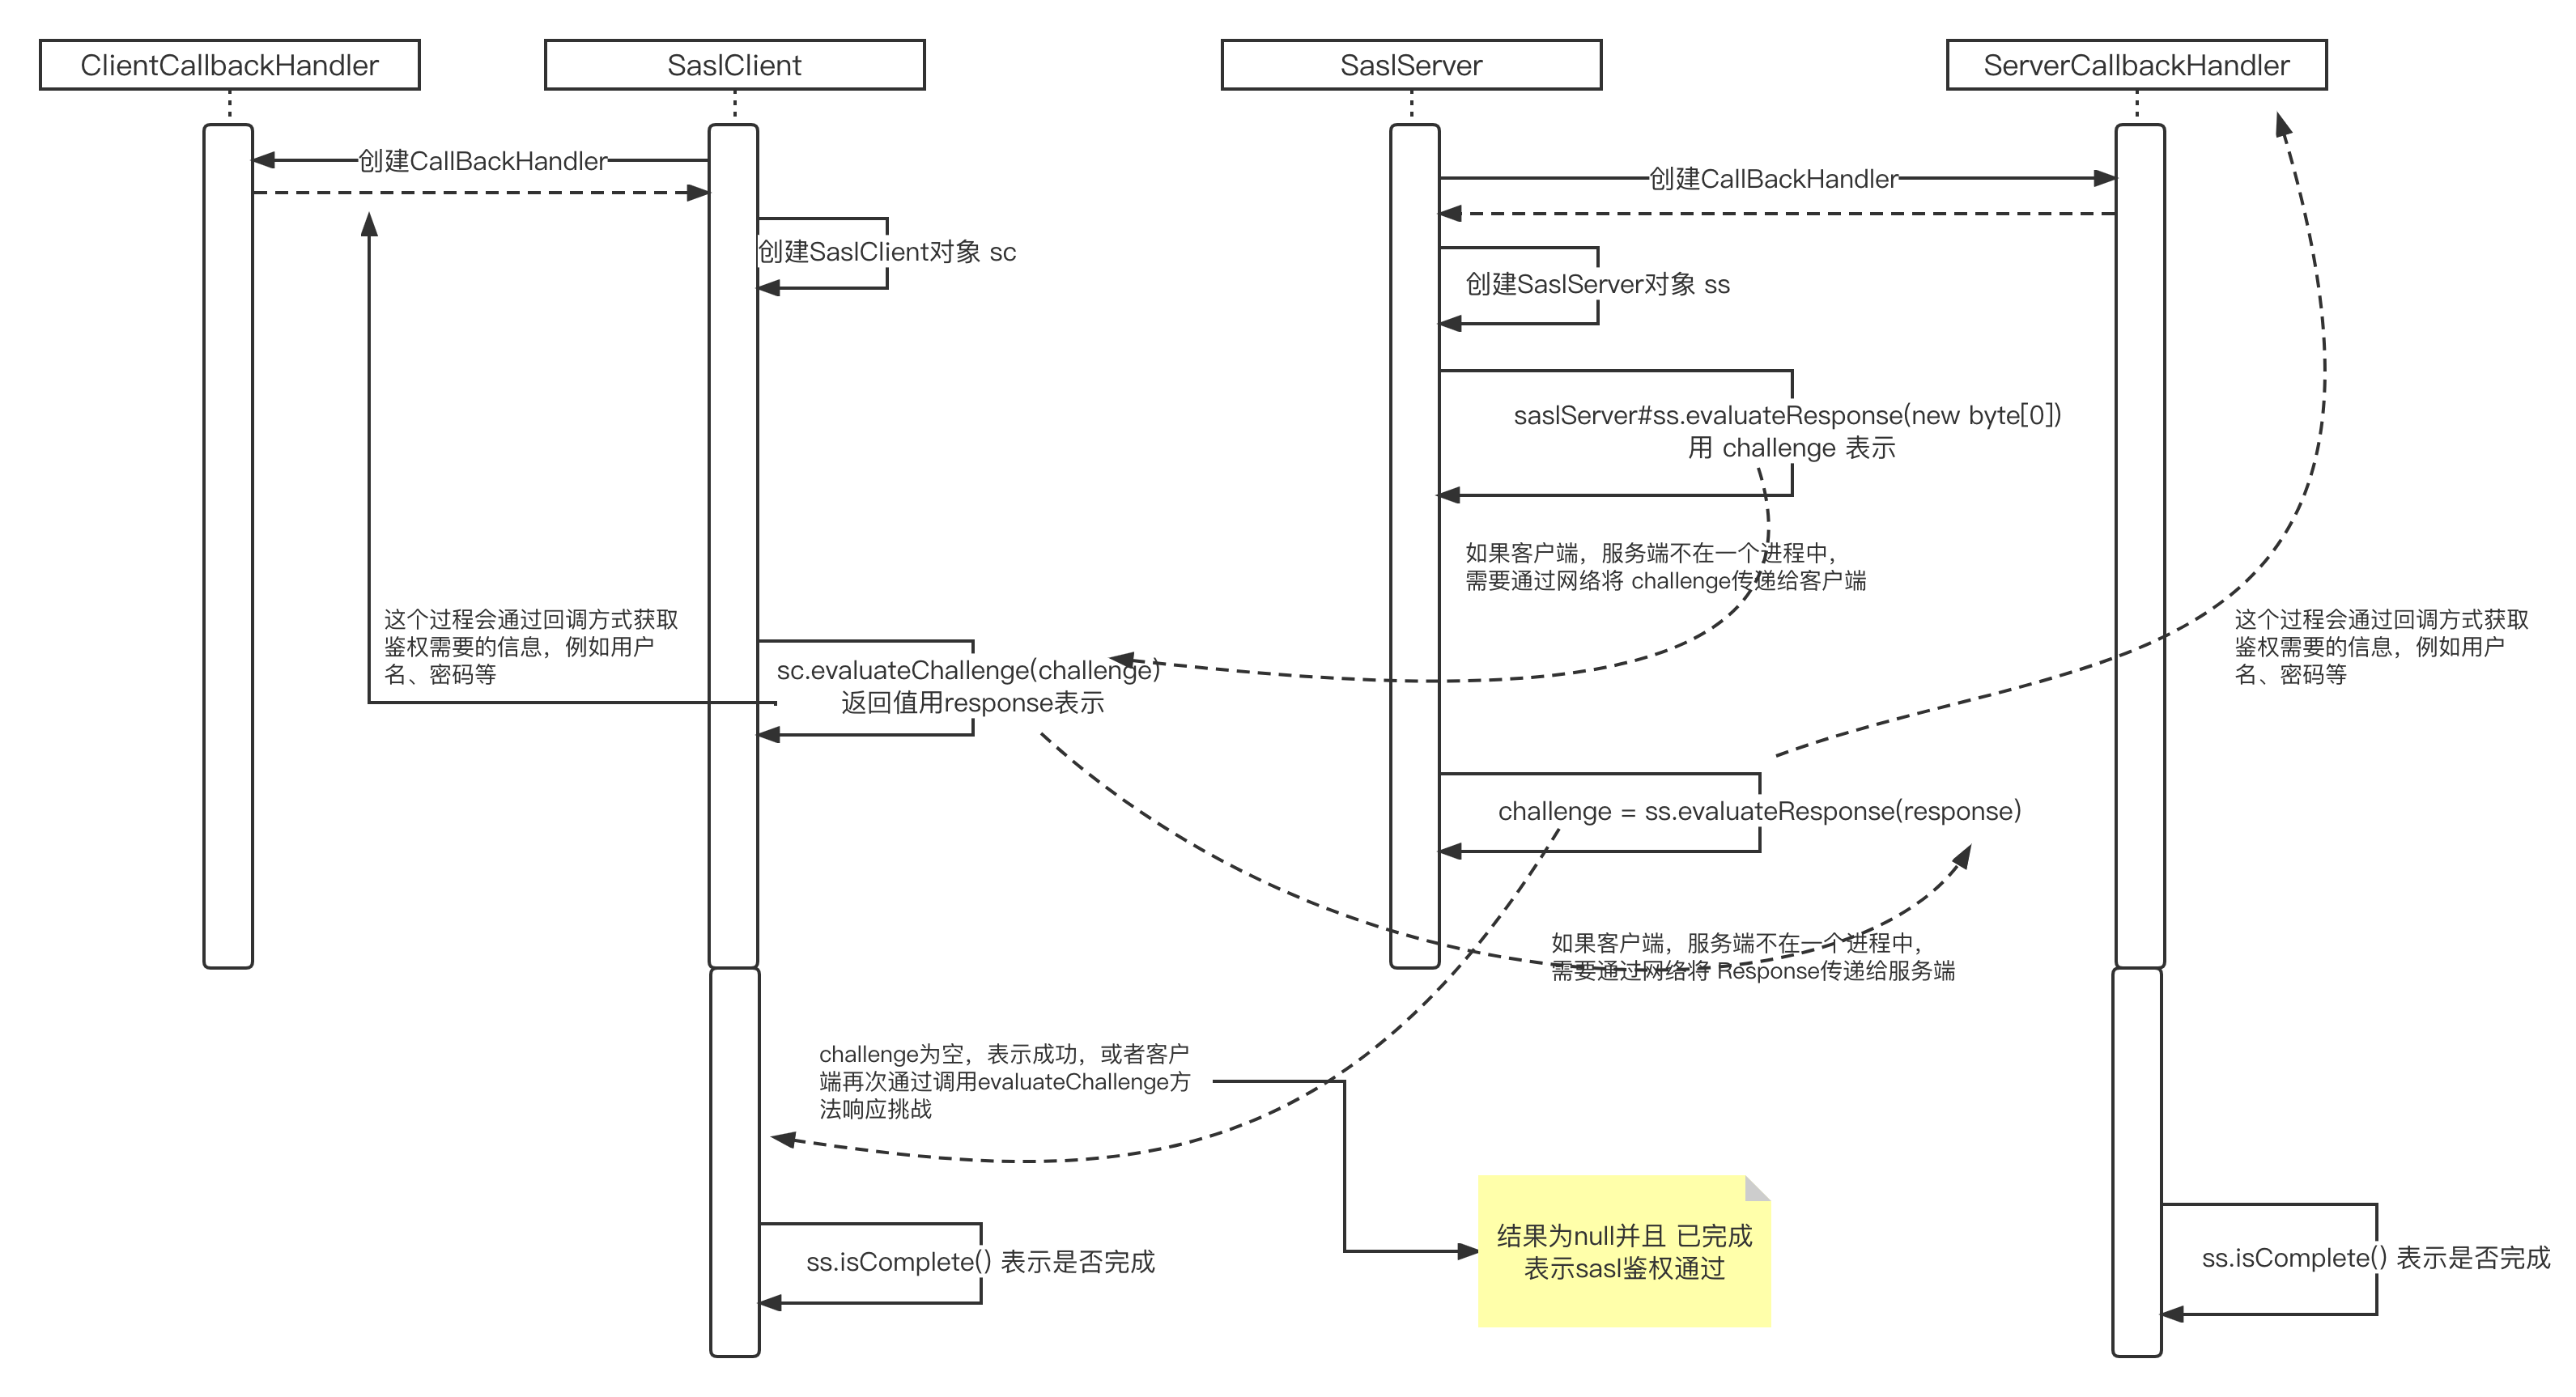 ClientCallbackHandler
SaslClient
SaslServer
ServerCallbackHandler
创建CallBackHandler
创建CallBackHandler
创建SaslClient对象 sc
创建SaslServer对象 ss
saslServer#ss.evaluateResponse(new byte[0])
用 challenge 表示
如果客户端，服务端不在一个进程中，
需要通过网络将 challenge传递给客户端
这个过程会通过回调方式获取
鉴权需要的信息，例如用户
名、密码等
sc.evaluateChallenge(challenge)
返回值用response表示
这个过程会通过回调方式获取
鉴权需要的信息，例如用户
名、密码等
challenge = ss.evaluateResponse(response)
如果客户端，服务端不在一个进程中，
需要通过网络将 Response传递给服务端
challenge为空，表示成功，或者客户
端再次通过调用evaluateChallenge方
法响应挑战
结果为null并且 已完成
表示sasl鉴权通过
ss.isComplete() 表示是否完成
ss.isComplete() 表示是否完成